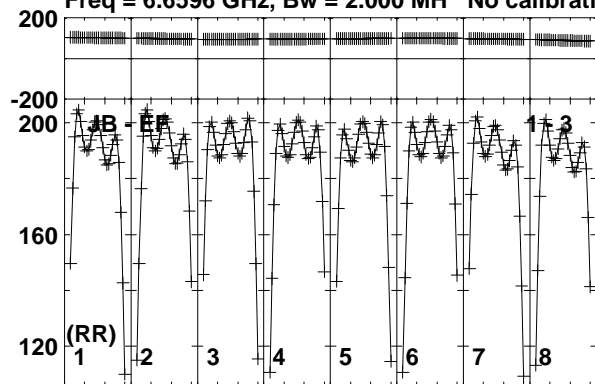 Freq = 6.6596 GHz, Bw = 2.000 MH No calibrati
200
-200
200
JB - EF
1 - 3
160
120
(RR)
1 2 3 4 5 6 7 8